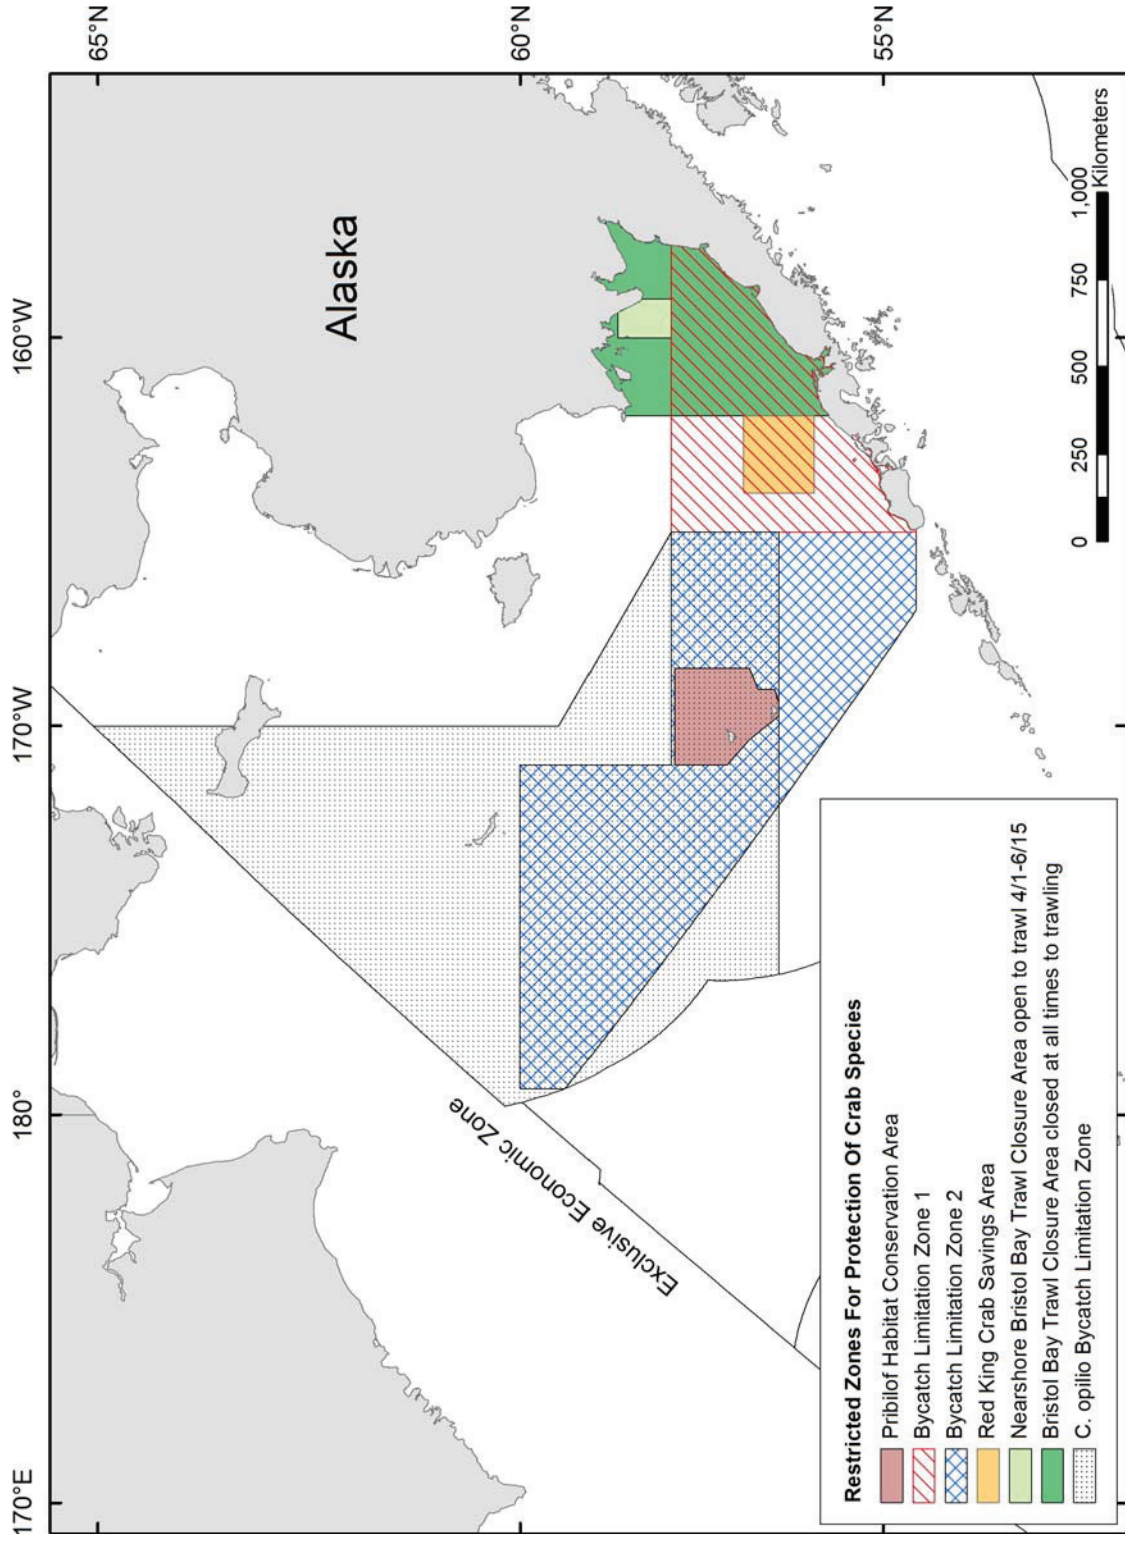 170°E
180°
170°W
160°W
65°N
60°N
55°N
Alaska
Exclusive Economic Zone
Restricted Zones For Protection Of Crab Species
Pribilof Habitat Conservation Area
Bycatch Limitation Zone 1
Bycatch Limitation Zone 2
Red King Crab Savings Area
Nearshore Bristol Bay Trawl Closure Area open to trawl 4/1-6/15
Bristol Bay Trawl Closure Area closed at all times to trawling
C. opilio Bycatch Limitation Zone
0 250 500 750 1,000
Kilometers